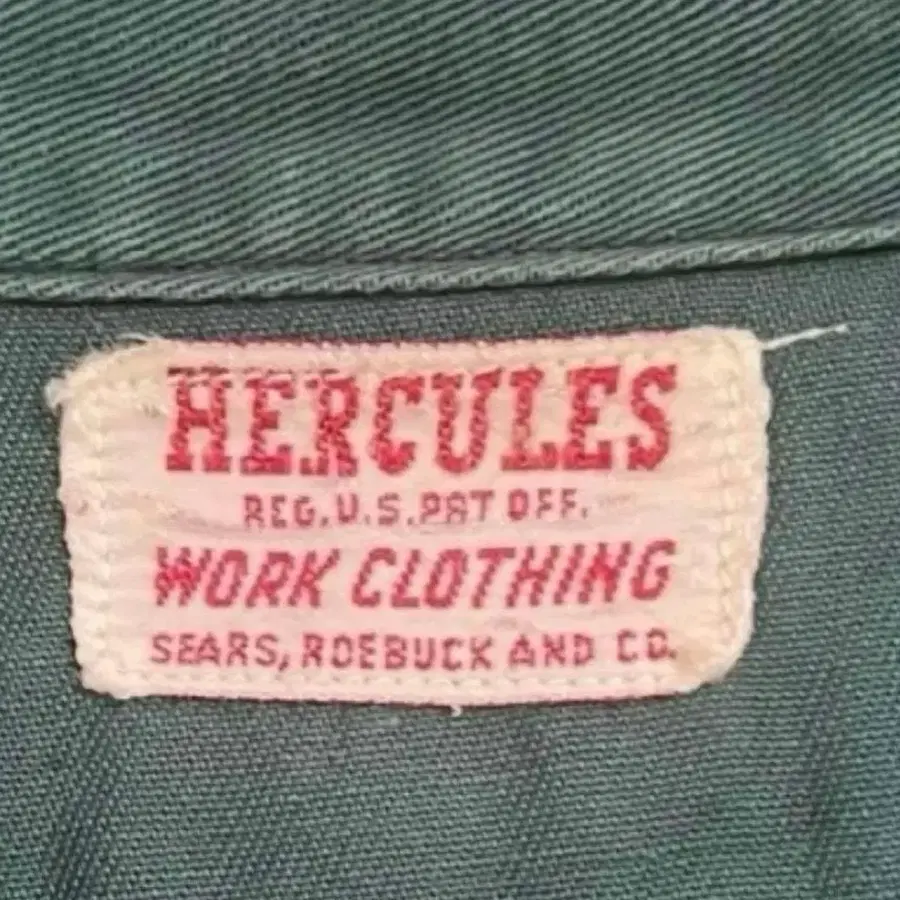 HERCULES
REG. U.S. PAT OFF.
WORK CLOTHING
SEARS, ROEBUCK AND CO.